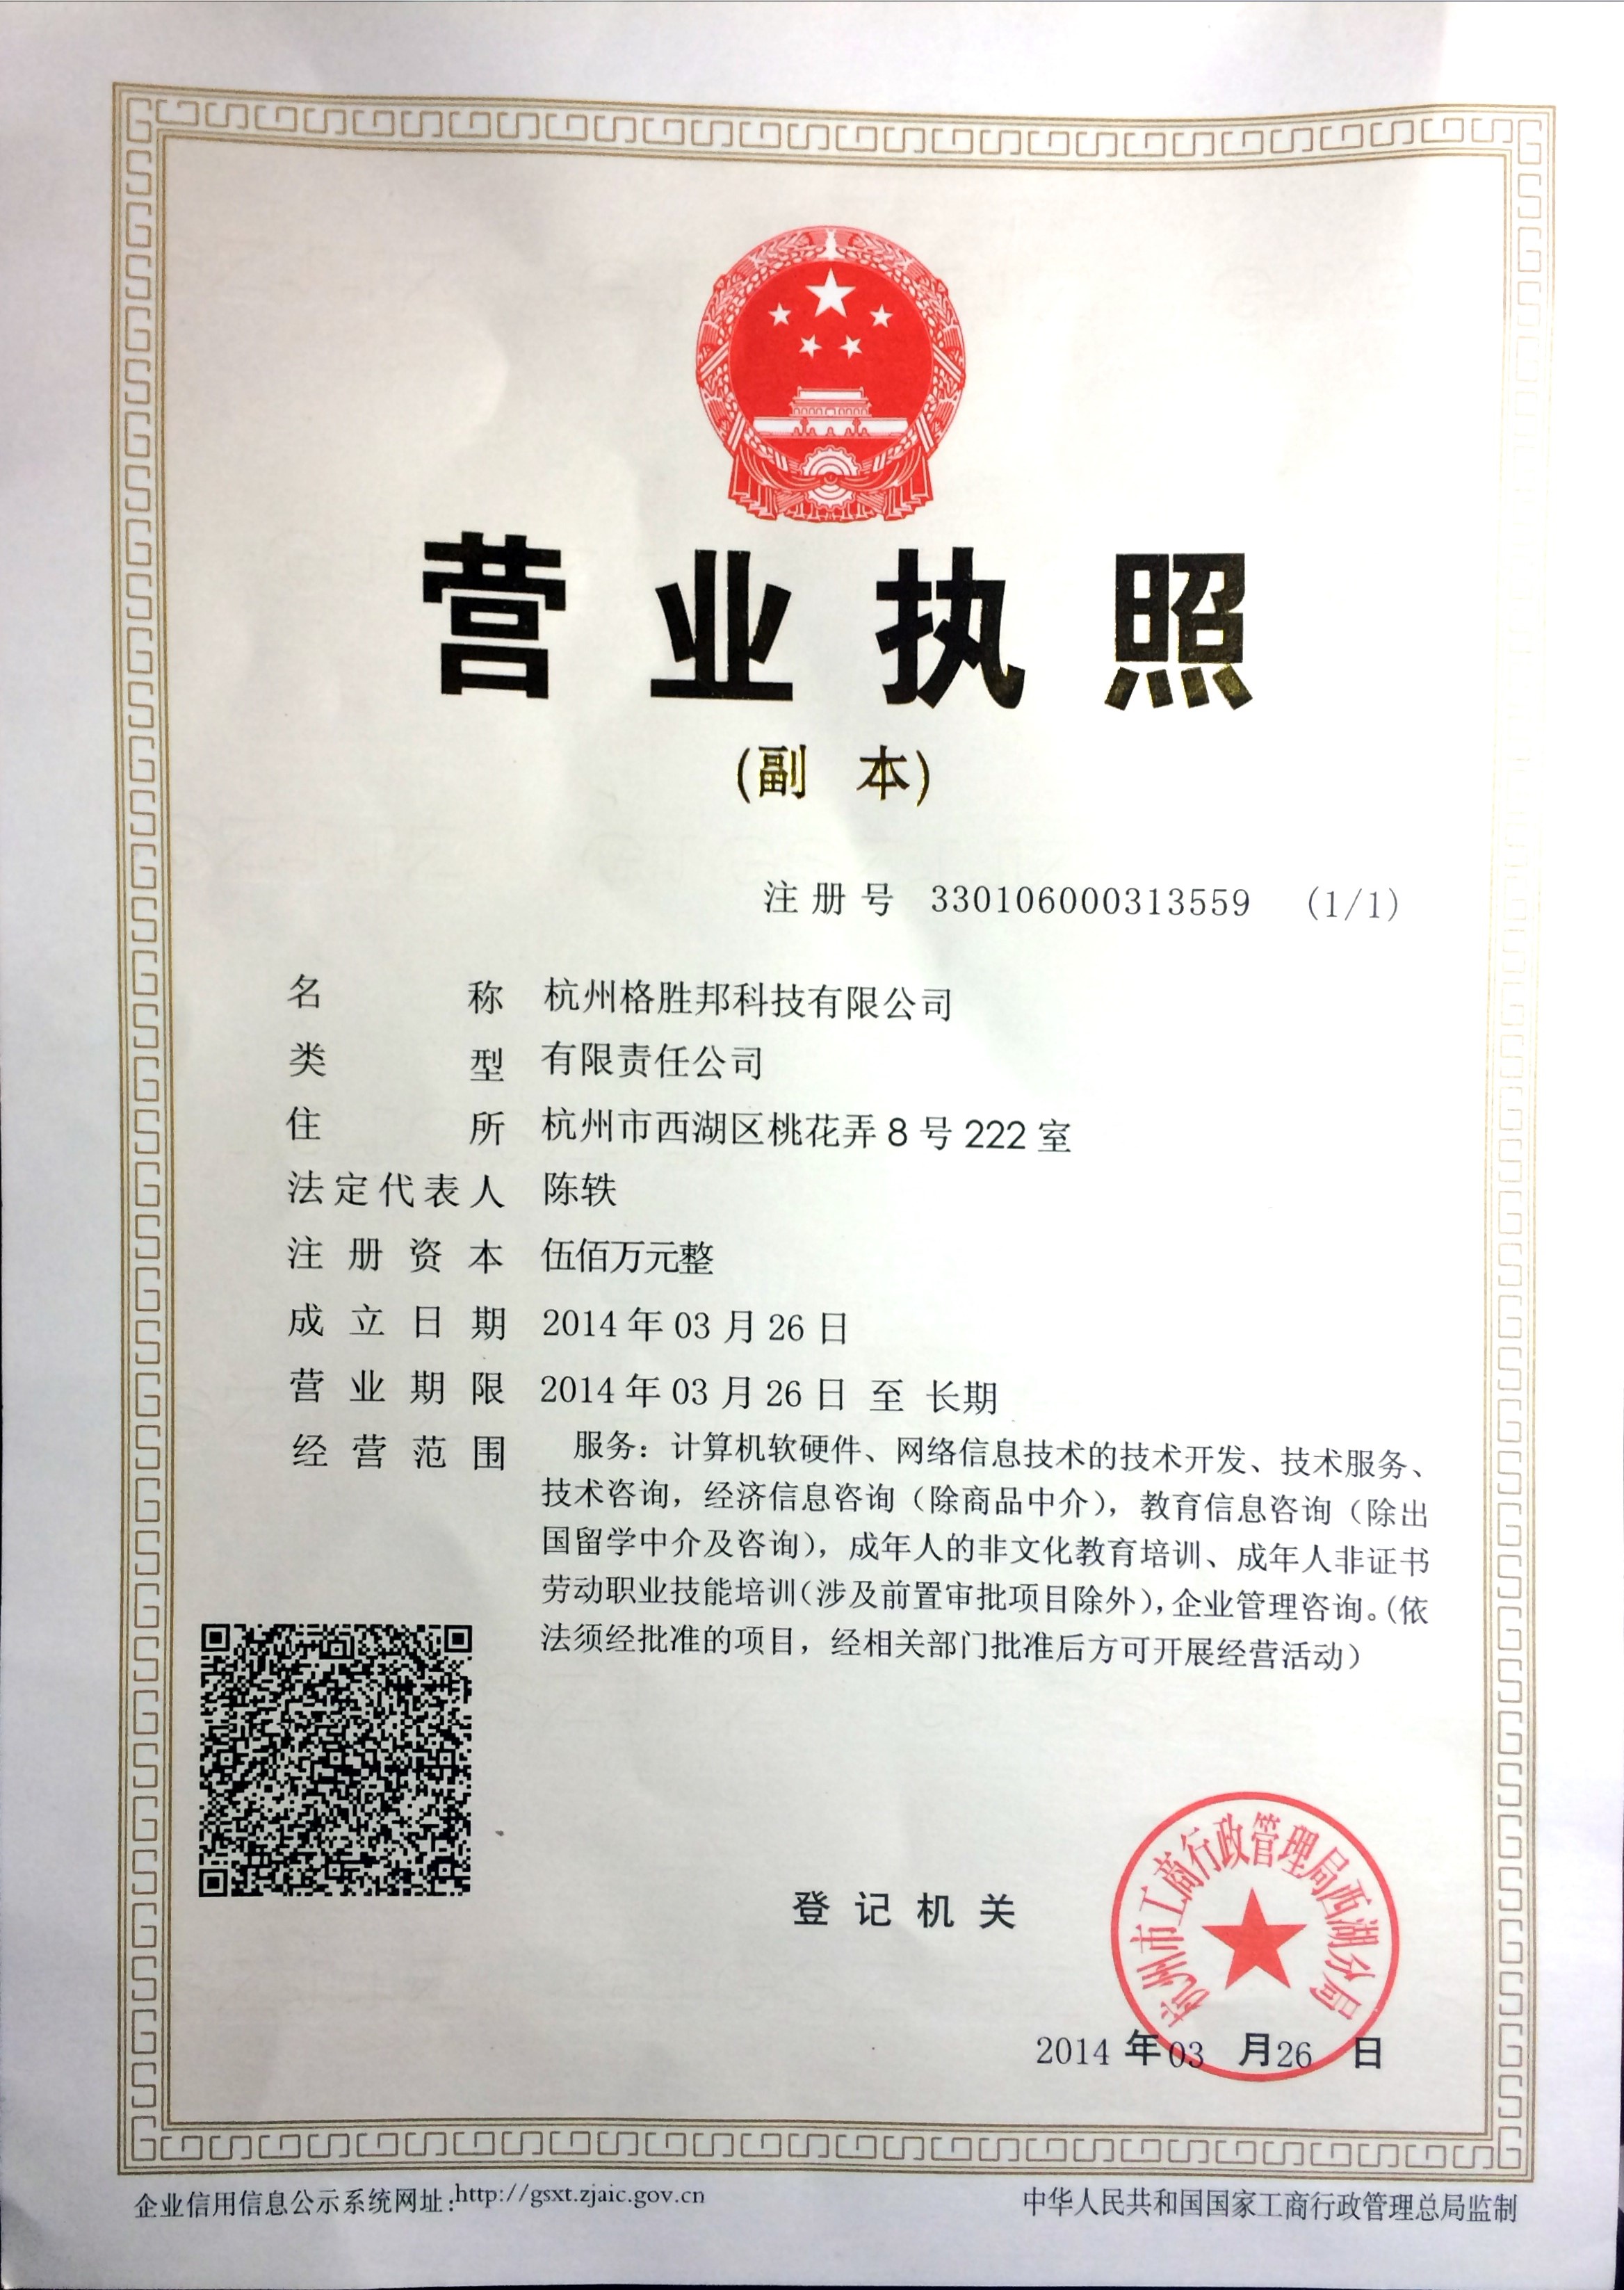 营业执照
(副 本)
注册号 330106000313559 (1/1)
名称 杭州格胜邦科技有限公司
类型 有限责任公司
住所 杭州市西湖区桃花弄8号222室
法定代表人 陈轶
注册资本 伍佰万元整
成立日期 2014年03月26日
营业期限 2014年03月26日 至 长期
经营范围 服务：计算机软硬件、网络信息技术的技术开发、技术服务、
技术咨询，经济信息咨询（除商品中介），教育信息咨询（除出
国留学中介及咨询），成年人的非文化教育培训、成年人非证书
劳动职业技能培训（涉及前置审批项目除外），企业管理咨询。（依
法须经批准的项目，经相关部门批准后方可开展经营活动）
杭州市工商行政管理局西湖分局
登记机关
2014年03月26日
企业信用信息公示系统网址：http://gsxt.zjaic.gov.cn
中华人民共和国国家工商行政管理总局监制